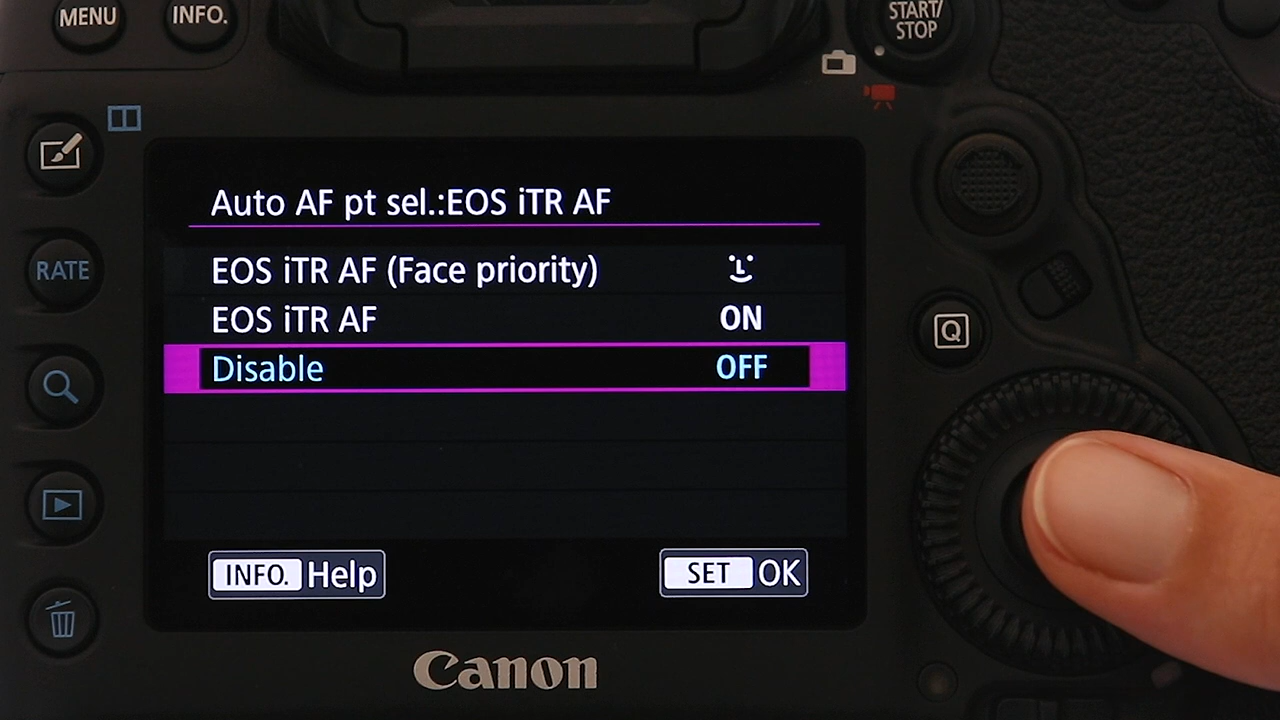 MENU
INFO.
START/
STOP
RATE
Auto AF pt sel.:EOS iTR AF
EOS iTR AF (Face priority)
EOS iTR AF ON
Disable OFF
Q
INFO. Help
SET OK
Canon